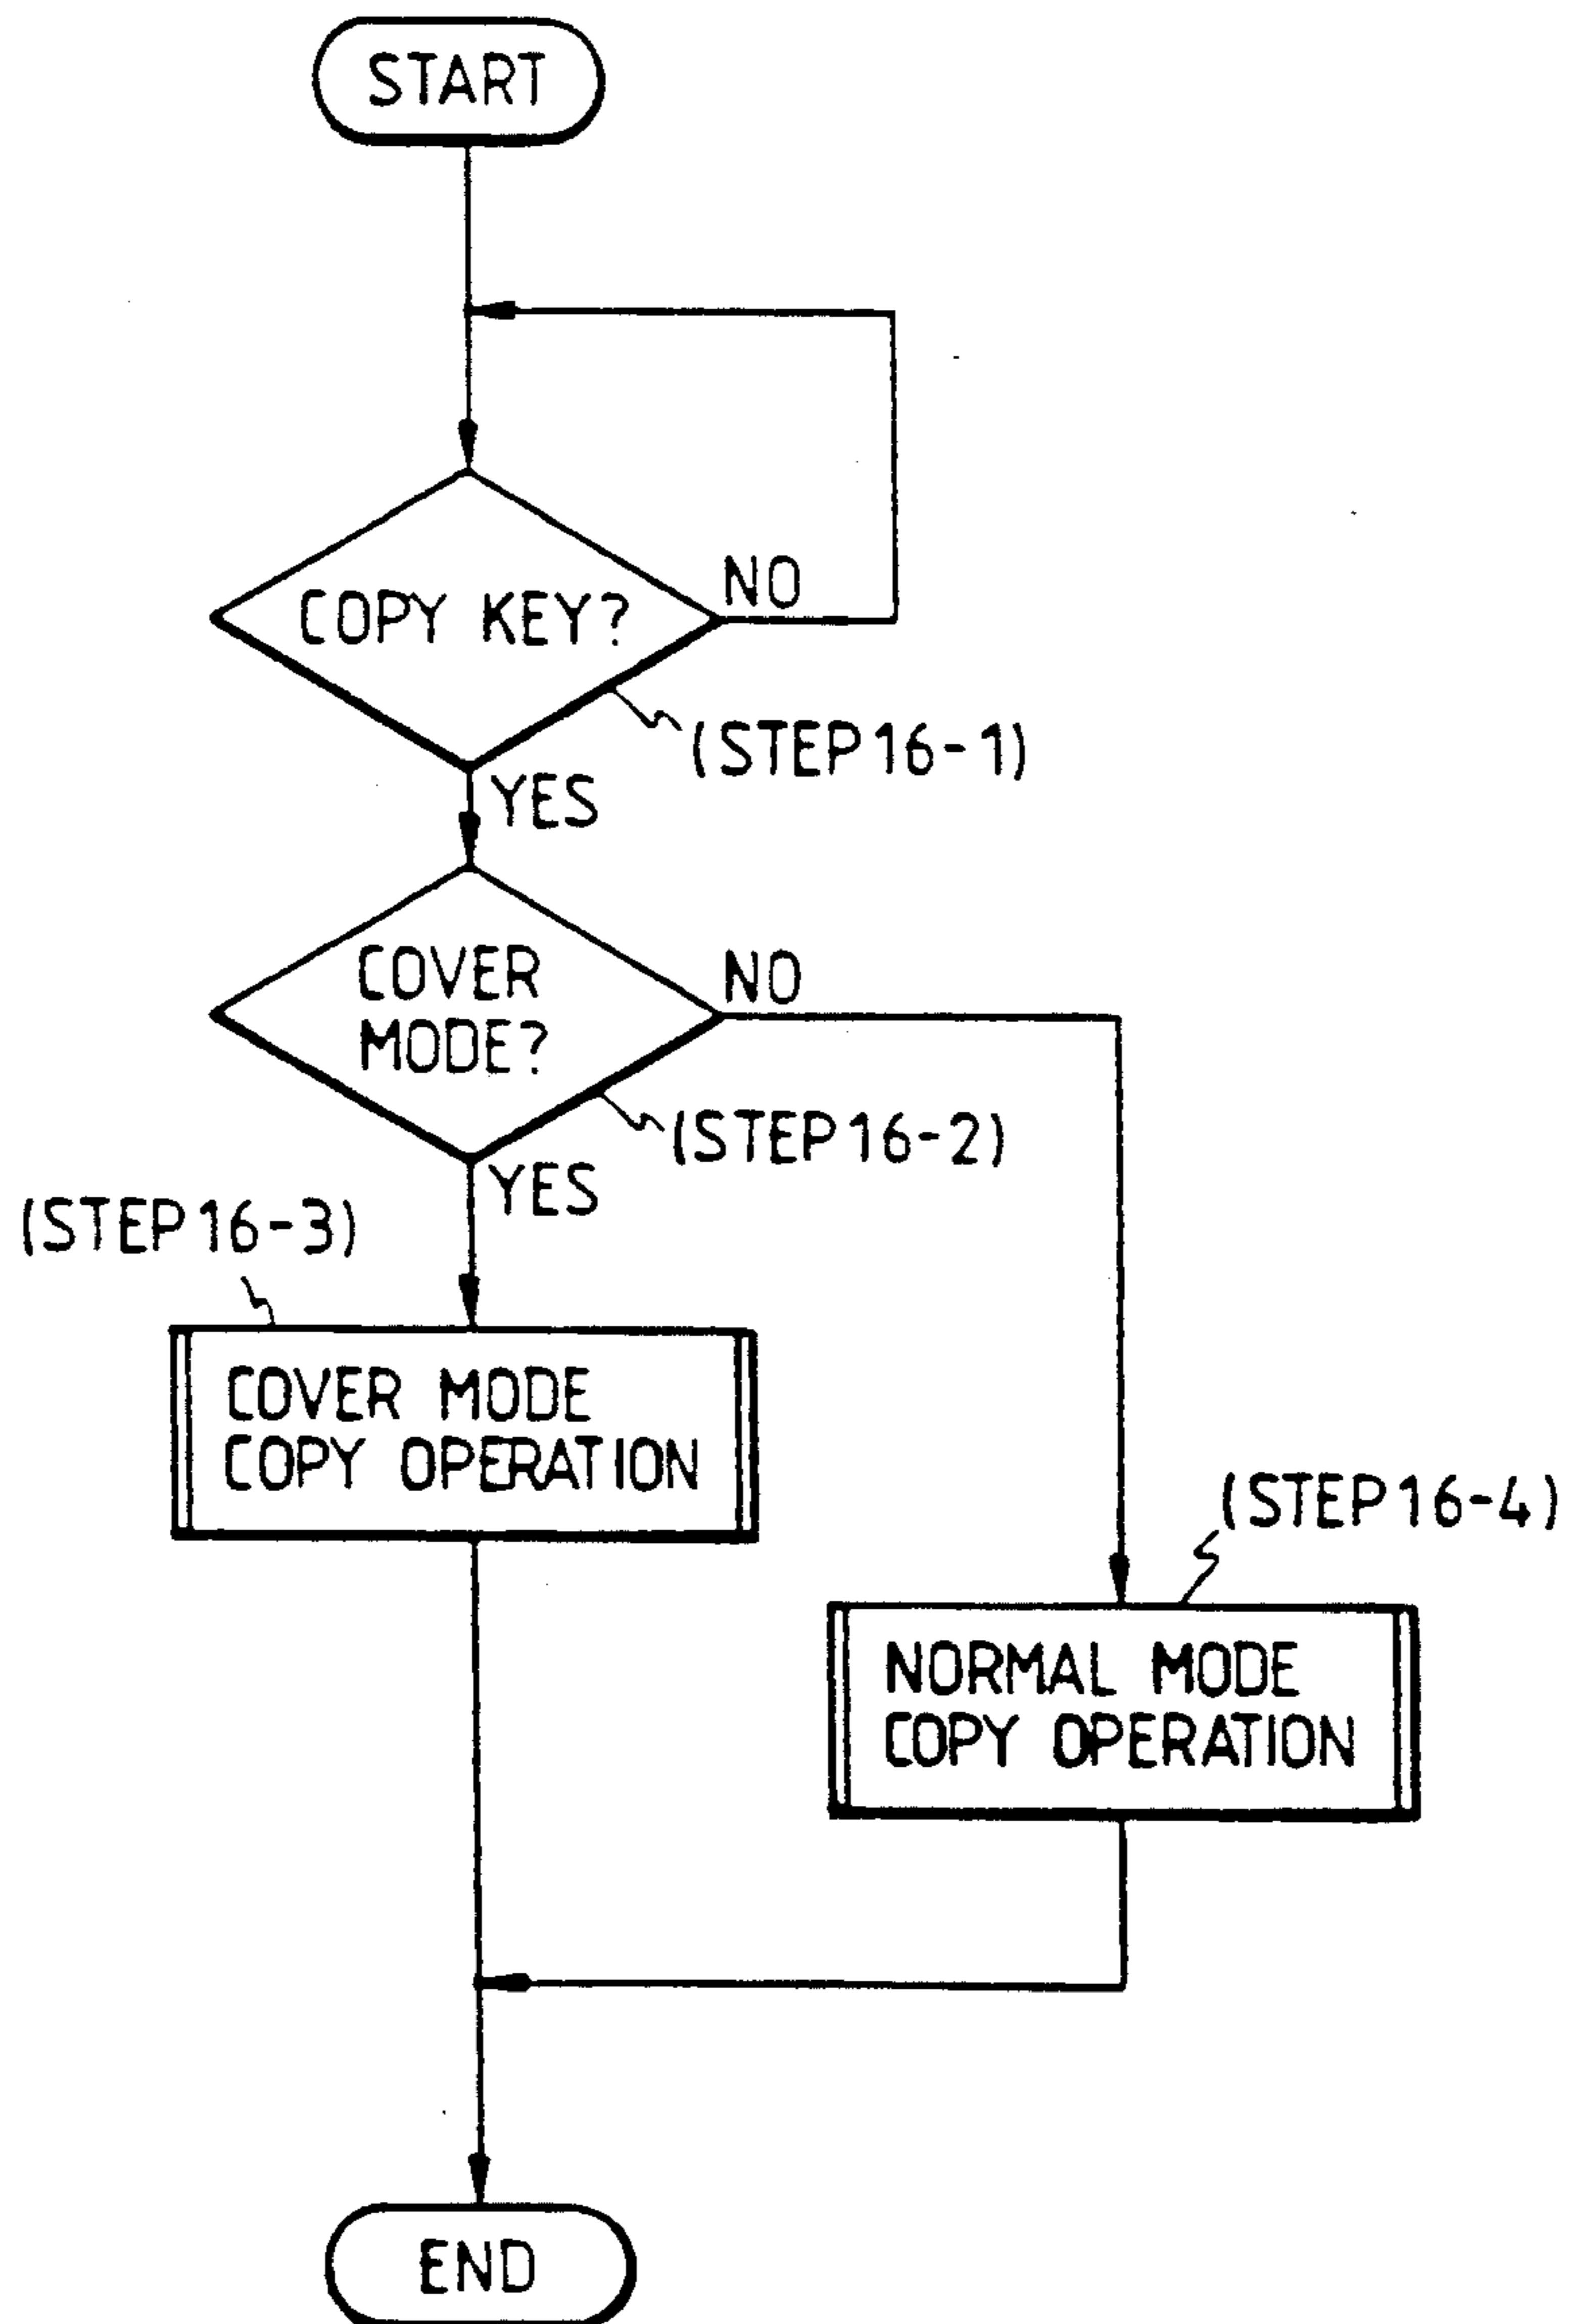 START
COPY KEY?
NO
(STEP 16-1)
YES
COVER
MODE?
NO
(STEP 16-2)
YES
(STEP 16-3)
COVER MODE
COPY OPERATION
(STEP 16-4)
NORMAL MODE
COPY OPERATION
END